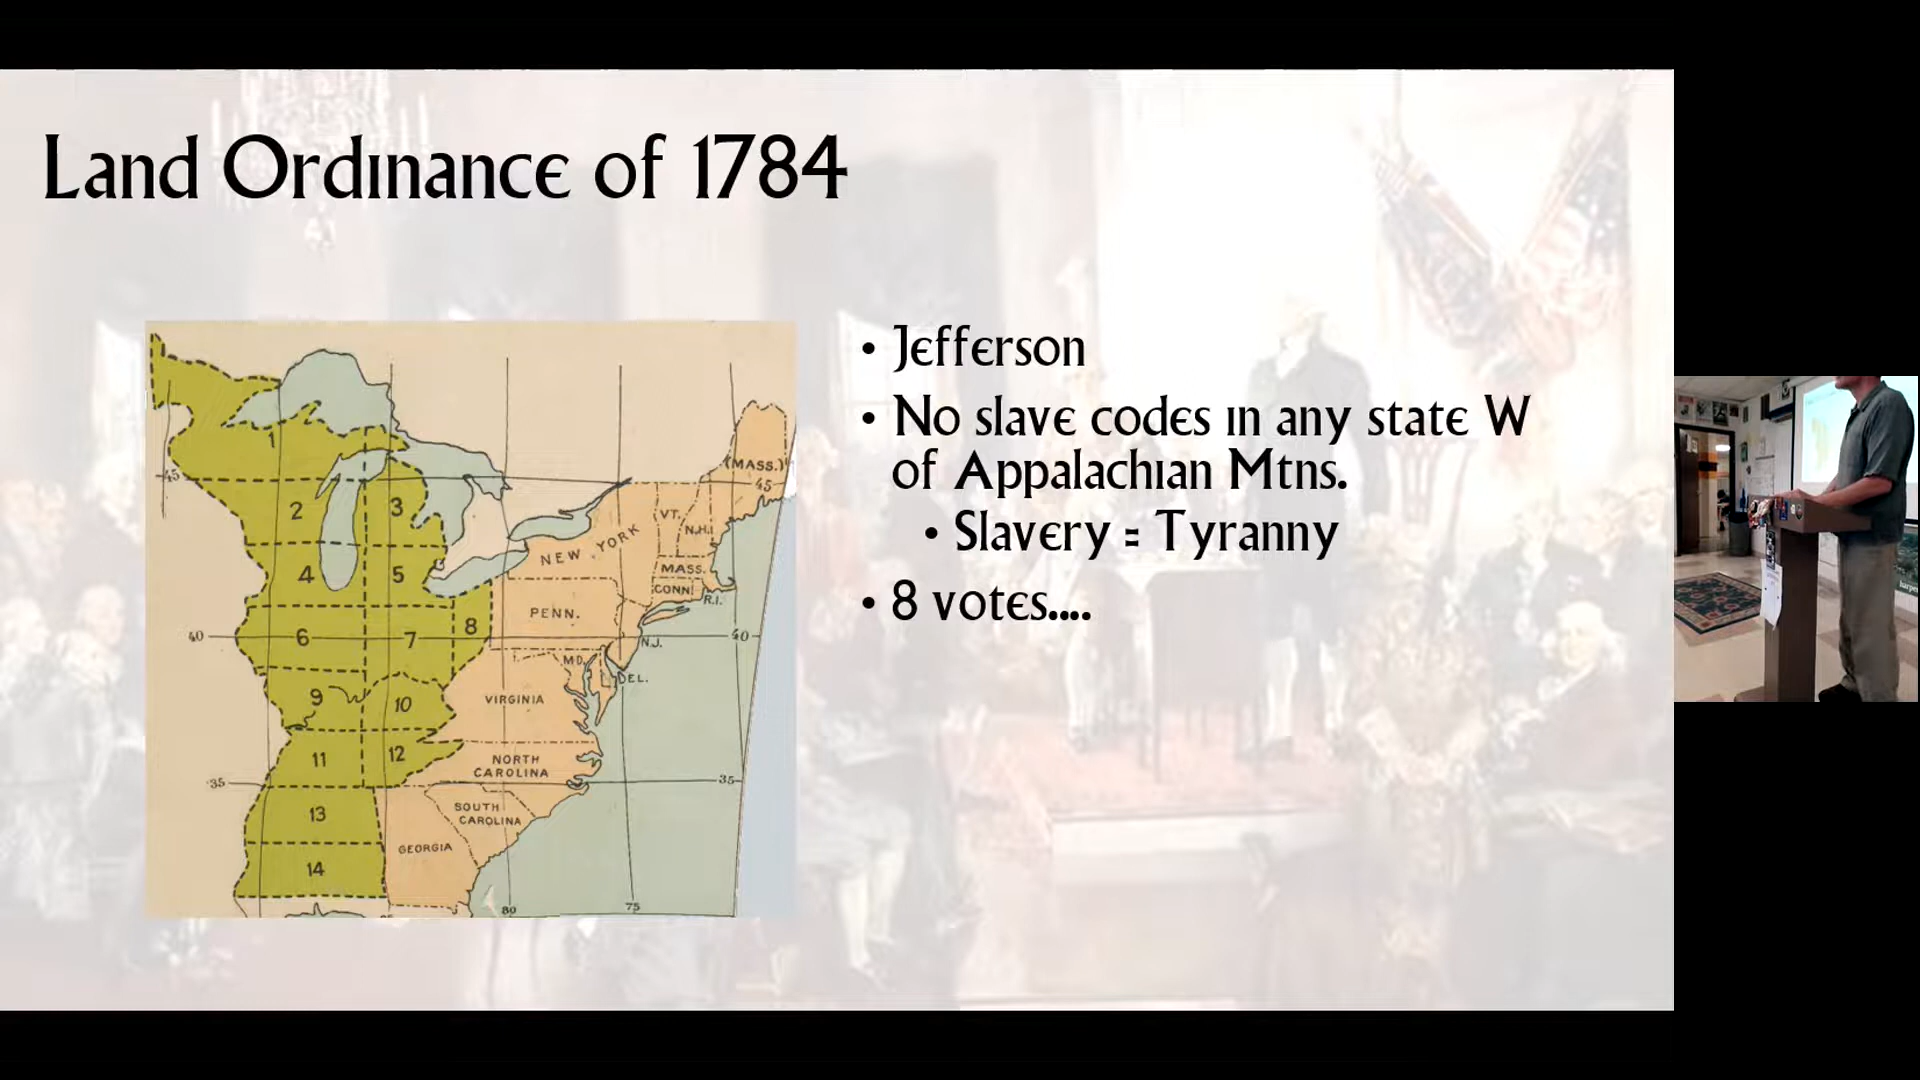 Land Ordinance of 1784
• Jefferson
• No slave codes in any state W
of Appalachian Mtns.
• Slavery = Tyranny
• 8 votes....
(MASS.)
45
45
1
2
3
VT.
N.H.
NEW YORK
MASS.
CONN.
R.I.
4
5
PENN.
8
40
6
7
40
N.J.
MD.
DEL.
9
10
VIRGINIA
11
12
NORTH
CAROLINA
35
35
13
SOUTH
CAROLINA
GEORGIA
14
80
75